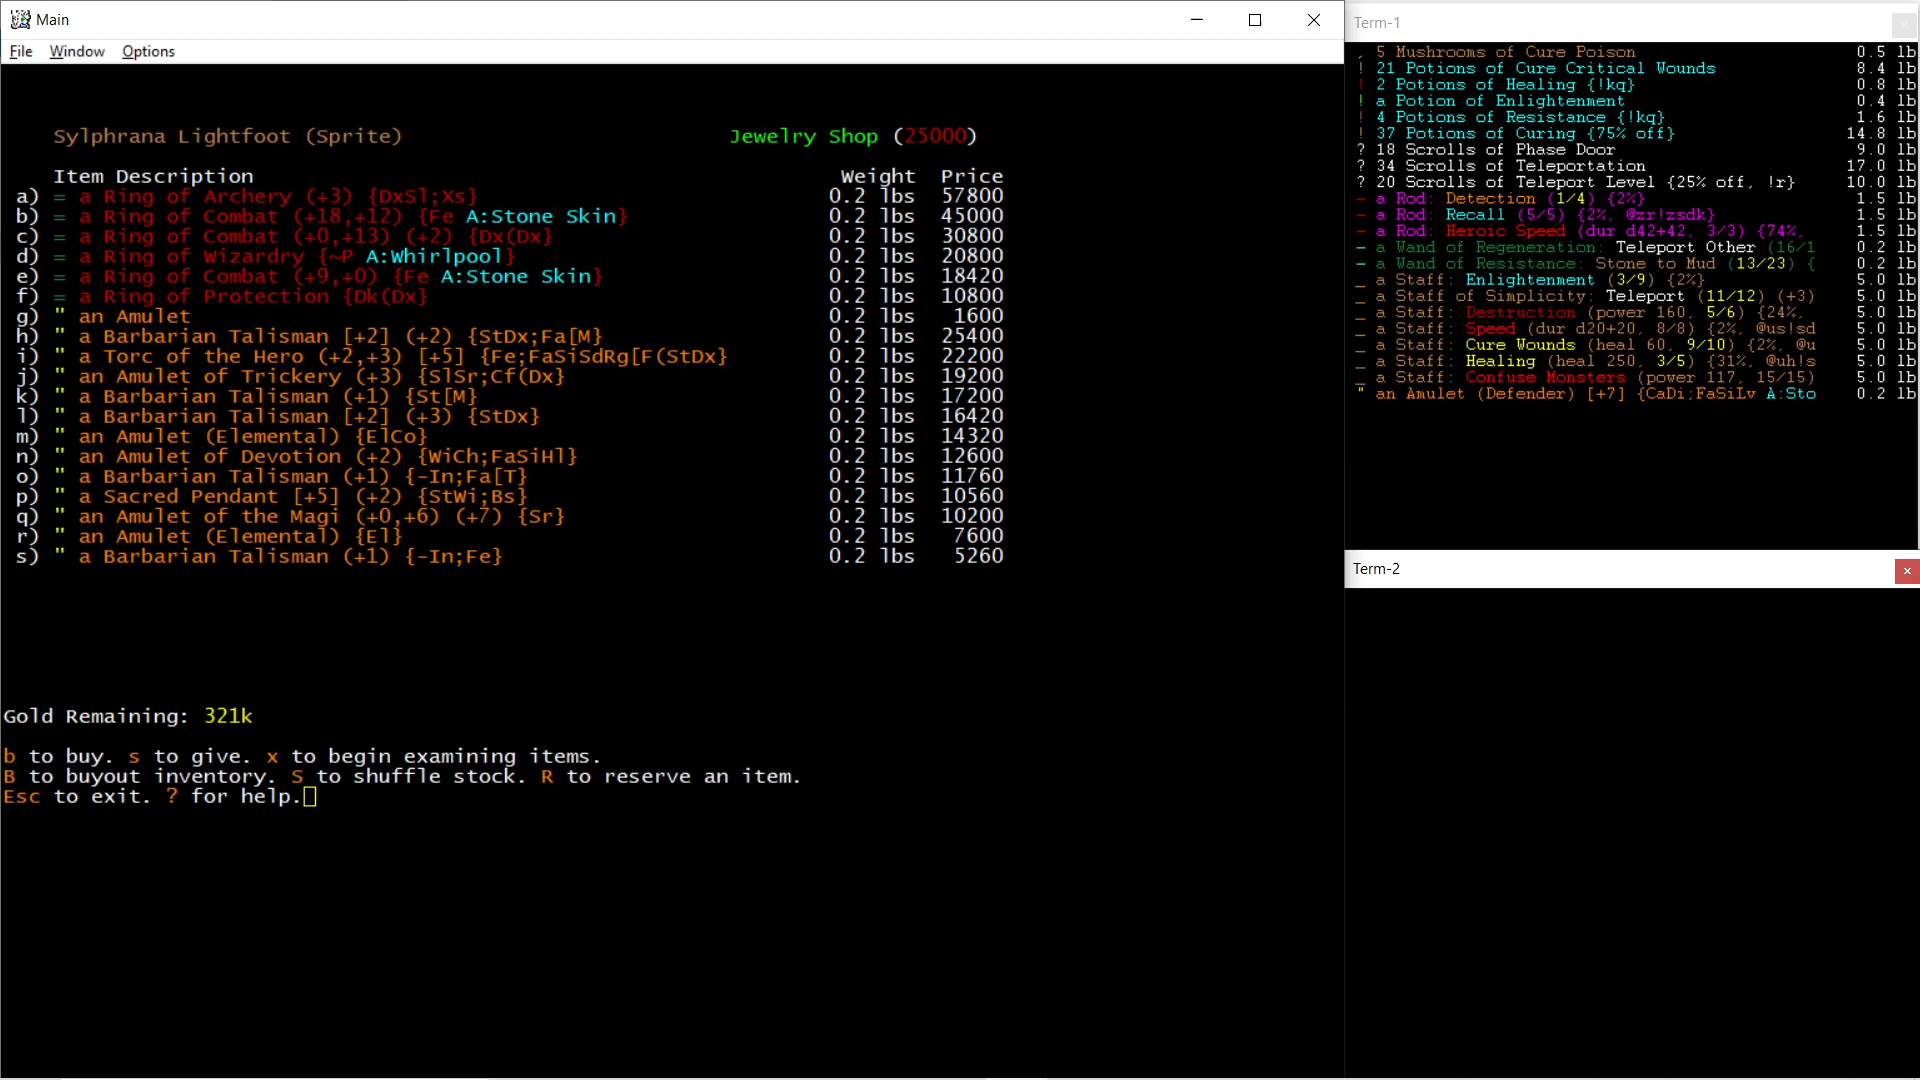 Main
File Window Options
Sylphrana Lightfoot (Sprite) Jewelry Shop (25000)
Item Description Weight Price
a) = a Ring of Archery (+3) {DxSl;Xs} 0.2 lbs 57800
b) = a Ring of Combat (+18,+12) {Fe A:Stone Skin} 0.2 lbs 45000
c) = a Ring of Combat (+0,+13) (+2) {Dx(Dx} 0.2 lbs 30800
d) = a Ring of Wizardry {~P A:Whirlpool} 0.2 lbs 20800
e) = a Ring of Combat (+9,+0) {Fe A:Stone Skin} 0.2 lbs 18420
f) = a Ring of Protection {Dk(Dx} 0.2 lbs 10800
g) " an Amulet 0.2 lbs 1600
h) " a Barbarian Talisman [+2] (+2) {StDx;Fa[M} 0.2 lbs 25400
i) " a Torc of the Hero (+2,+3) [+5] {Fe;FaSiSdRg[F(StDx} 0.2 lbs 22200
j) " an Amulet of Trickery (+3) {SlSr;Cf(Dx} 0.2 lbs 19200
k) " a Barbarian Talisman (+1) {St[M} 0.2 lbs 17200
l) " a Barbarian Talisman [+2] (+3) {StDx} 0.2 lbs 16420
m) " an Amulet (Elemental) {ElCo} 0.2 lbs 14320
n) " an Amulet of Devotion (+2) {WiCh;FaSiHl} 0.2 lbs 12600
o) " a Barbarian Talisman (+1) {-In;Fa[T} 0.2 lbs 11760
p) " a Sacred Pendant [+5] (+2) {StWi;Bs} 0.2 lbs 10560
q) " an Amulet of the Magi (+0,+6) (+7) {Sr} 0.2 lbs 10200
r) " an Amulet (Elemental) {El} 0.2 lbs 7600
s) " a Barbarian Talisman (+1) {-In;Fe} 0.2 lbs 5260
Gold Remaining: 321k
b to buy. s to give. x to begin examining items.
B to buyout inventory. S to shuffle stock. R to reserve an item.
Esc to exit. ? for help.
Term-1
, 5 Mushrooms of Cure Poison 0.5 lb
! 21 Potions of Cure Critical Wounds 8.4 lb
! 2 Potions of Healing {!kq} 0.8 lb
! a Potion of Enlightenment 0.4 lb
! 4 Potions of Resistance {!kq} 1.6 lb
! 37 Potions of Curing {75% off} 14.8 lb
? 18 Scrolls of Phase Door 9.0 lb
? 34 Scrolls of Teleportation 17.0 lb
? 20 Scrolls of Teleport Level {25% off, !r} 10.0 lb
- a Rod: Detection (1/4) {2%} 1.5 lb
- a Rod: Recall (5/5) {2%, @zr!zsdk} 1.5 lb
- a Rod: Heroic Speed (dur d42+42, 3/3) {74%, 1.5 lb
- a Wand of Regeneration: Teleport Other (16/1 0.2 lb
- a Wand of Resistance: Stone to Mud (13/23) { 0.2 lb
_ a Staff: Enlightenment (3/9) {2%} 5.0 lb
_ a Staff of Simplicity: Teleport (11/12) (+3) 5.0 lb
_ a Staff: Destruction (power 160, 5/6) {24%, 5.0 lb
_ a Staff: Speed (dur d20+20, 8/8) {2%, @us!sd 5.0 lb
_ a Staff: Cure Wounds (heal 60, 9/10) {2%, @u 5.0 lb
_ a Staff: Healing (heal 250, 3/5) {31%, @uh!s 5.0 lb
_ a Staff: Confuse Monsters (power 117, 15/15) 5.0 lb
" an Amulet (Defender) [+7] {CaDi;FaSiLv A:Sto 0.2 lb
Term-2